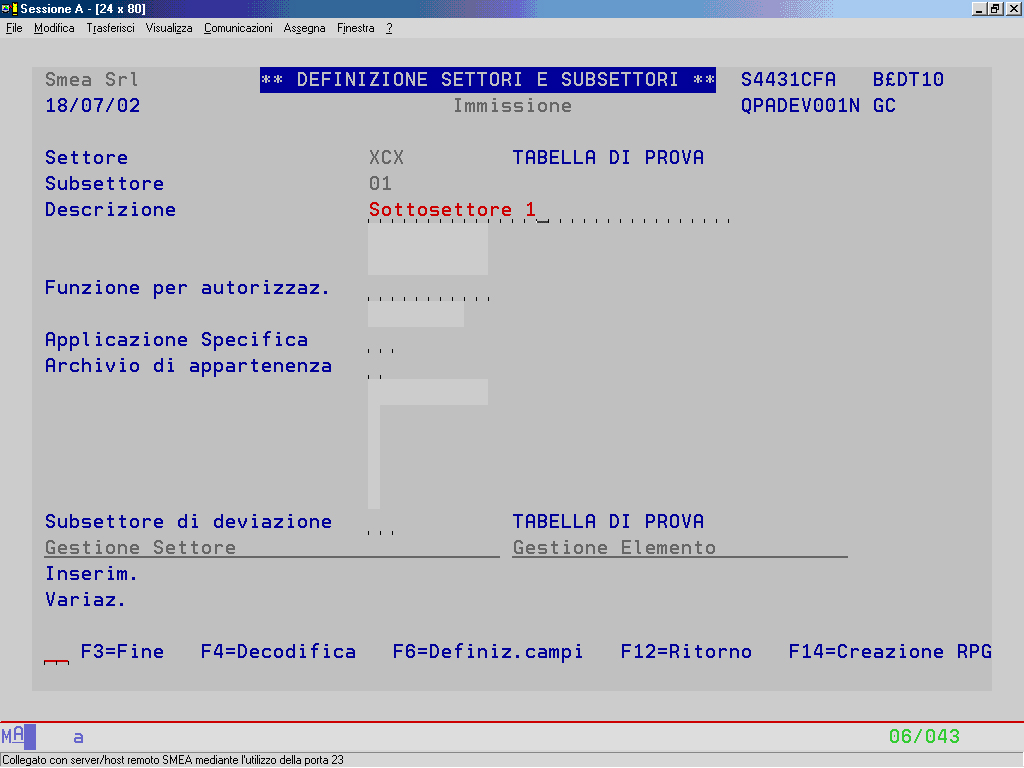 Sessione A - [24 x 80]
File Modifica Trasferisci Visualizza Comunicazioni Assegna Finestra ?
Smea Srl ** DEFINIZIONE SETTORI E SUBSETTORI ** S4431CFA B£DT10
18/07/02 Immissione QPADEV001N GC
Settore XCX TABELLA DI PROVA
Subsettore 01
Descrizione Sottosettore 1
Funzione per autorizzaz.
Applicazione Specifica
Archivio di appartenenza
Subsettore di deviazione TABELLA DI PROVA
Gestione Settore Gestione Elemento
Inserim.
Variaz.
F3=Fine F4=Decodifica F6=Definiz.campi F12=Ritorno F14=Creazione RPG
MA a 06/043
Collegato con server/host remoto SMEA mediante l'utilizzo della porta 23